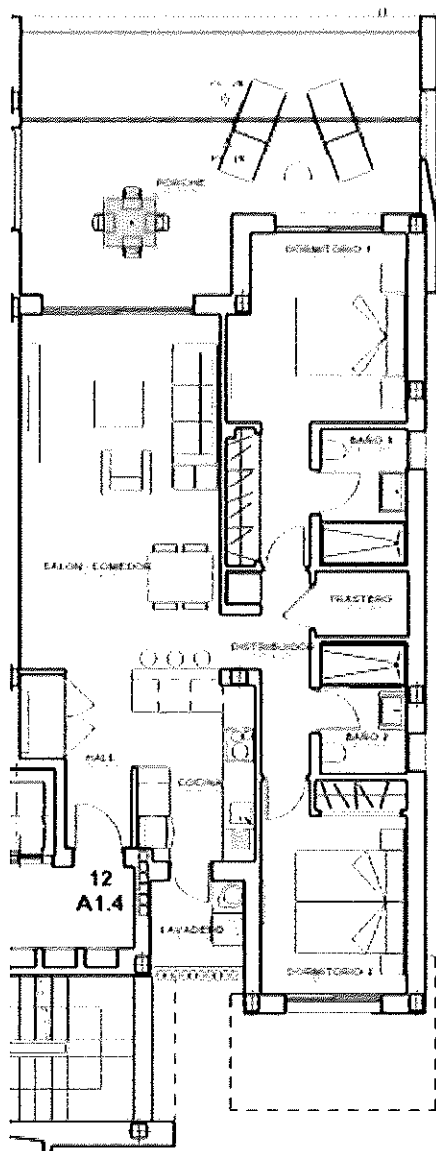 PORCHE
DORMITORIO 1
BAÑO 1
SALON - COMEDOR
TRASTERO
DISTRIBUIDOR
HALL
BAÑO 2
COCINA
12
A1.4
LAVADERO
DORMITORIO 2